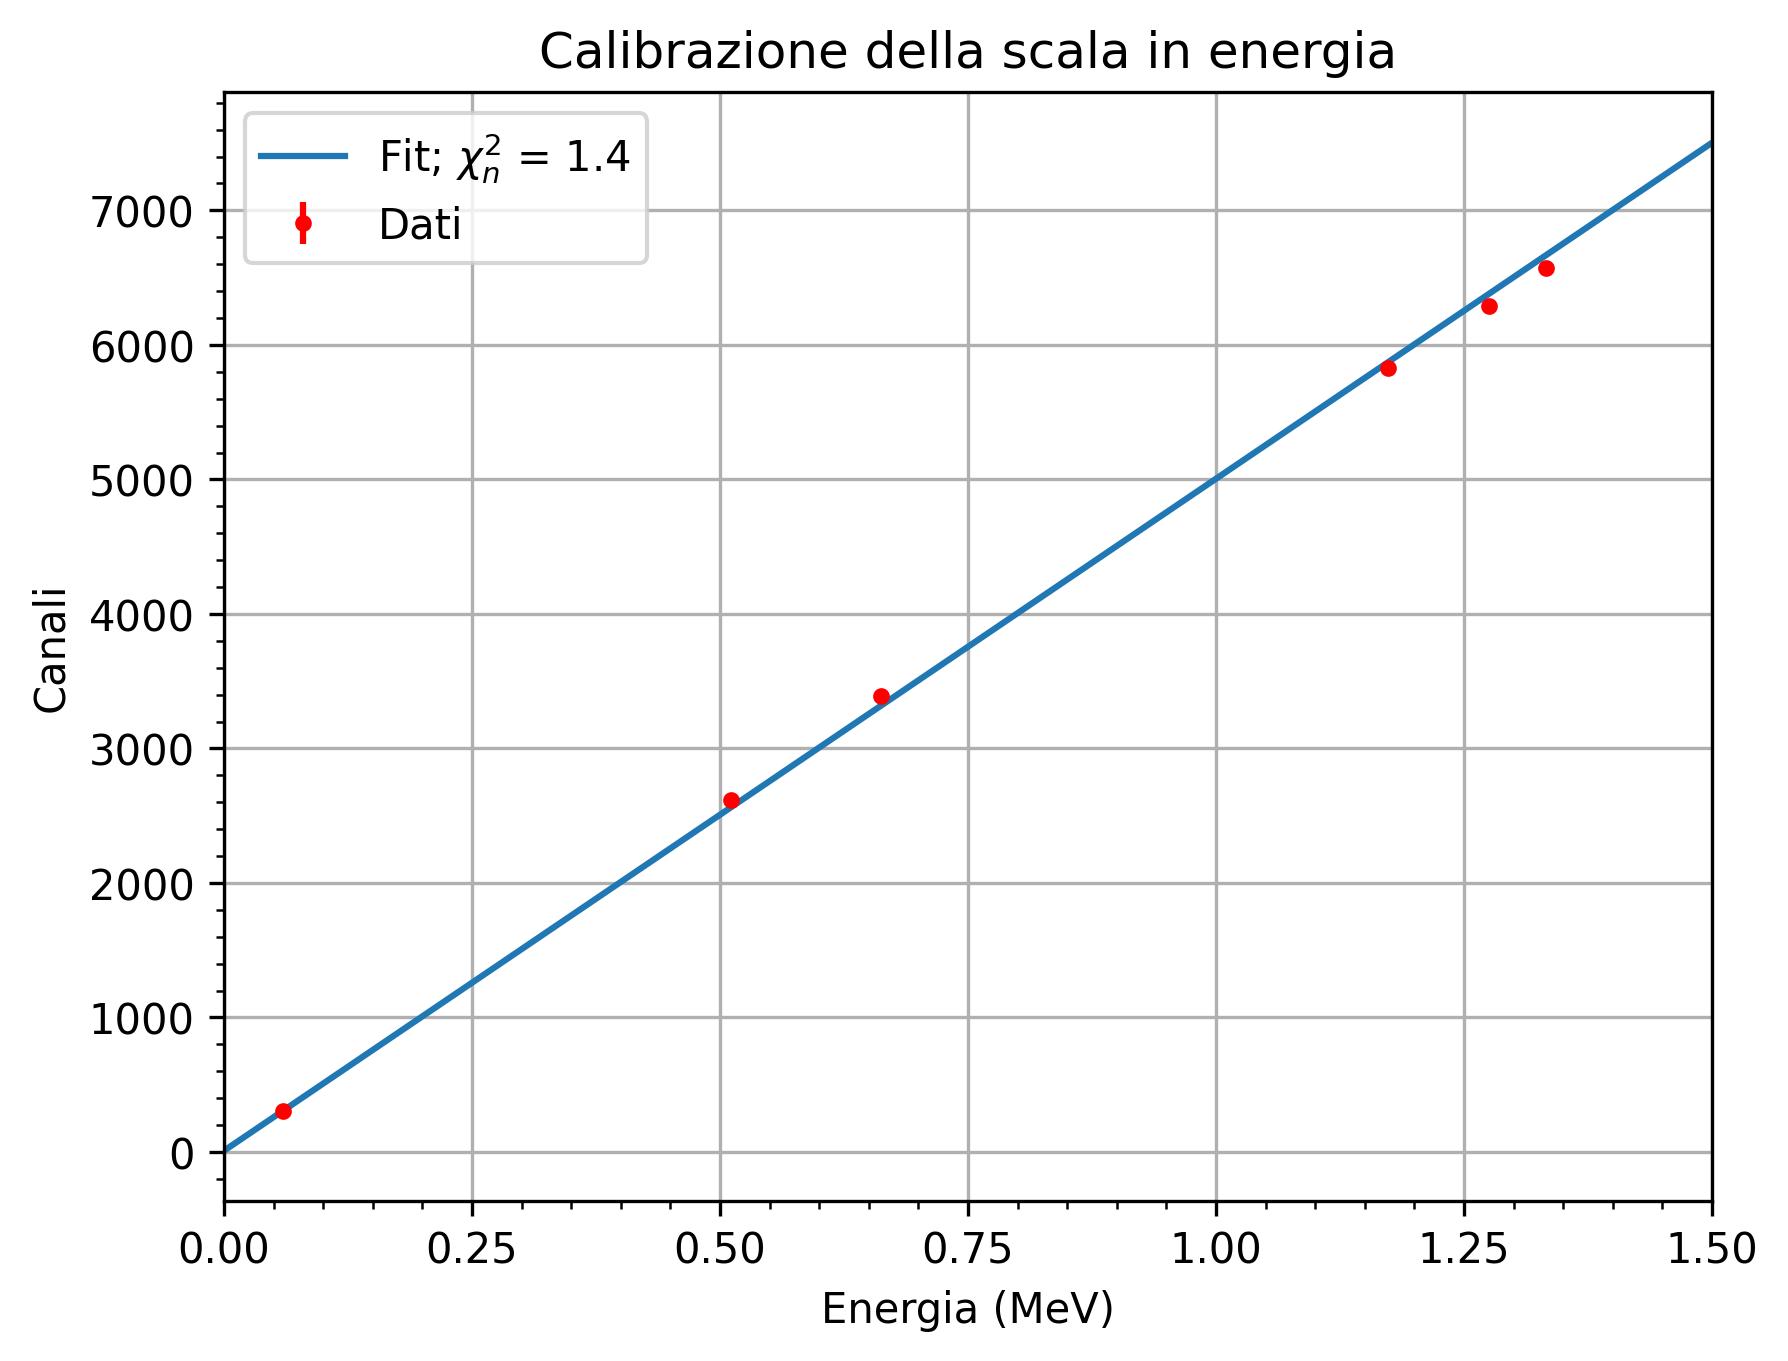 Calibrazione della scala in energia
Fit; χ²ₙ = 1.4
Dati
7000
6000
5000
4000
3000
2000
1000
0
Canali
0.00 0.25 0.50 0.75 1.00 1.25 1.50
Energia (MeV)